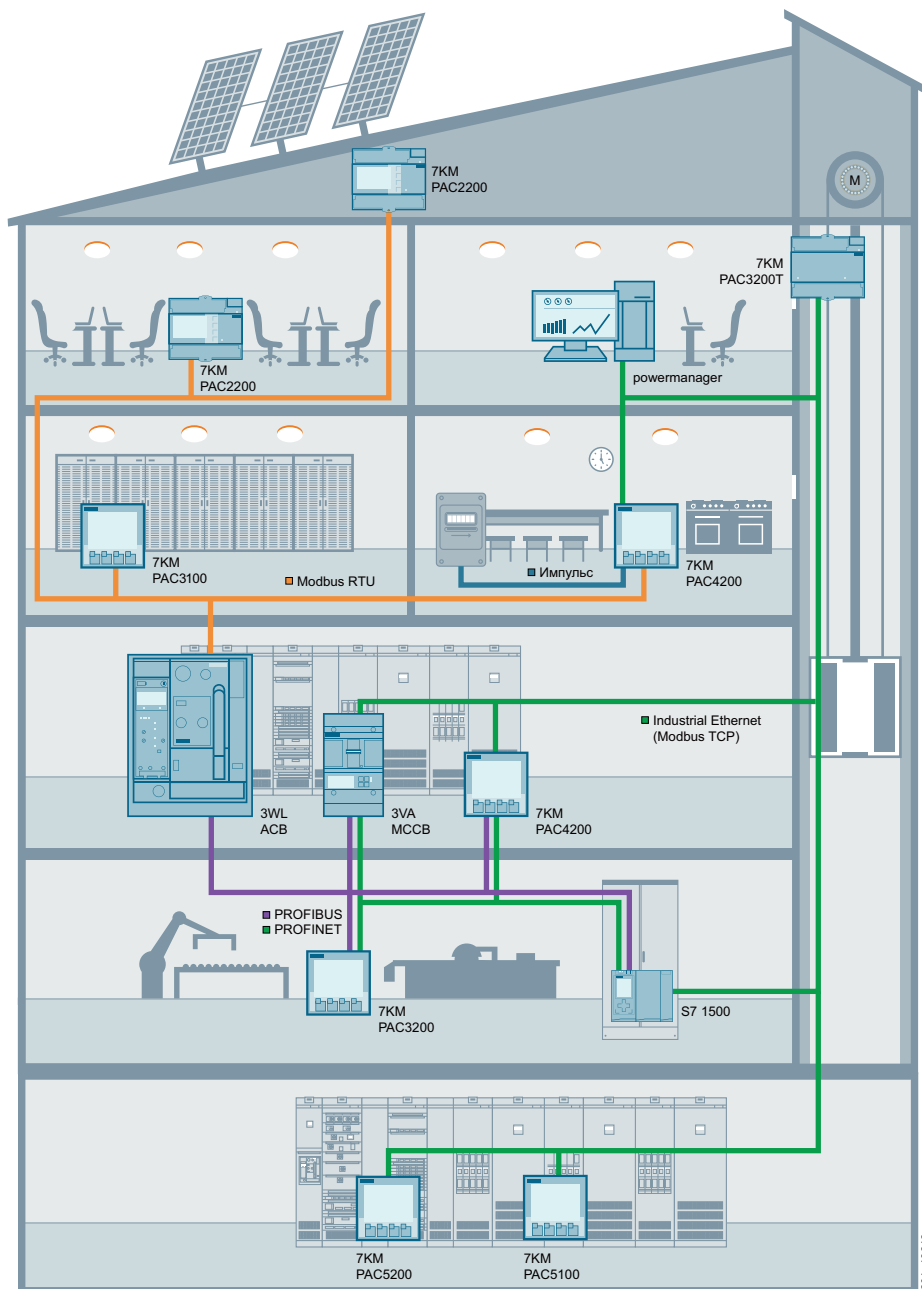 7KM
PAC2200
M
7KM
PAC3200T
7KM
PAC2200
powermanager
7KM
PAC3100
Modbus RTU
Импульс
7KM
PAC4200
Industrial Ethernet
(Modbus TCP)
3WL
ACB
3VA
MCCB
7KM
PAC4200
PROFIBUS
PROFINET
7KM
PAC3200
S7 1500
7KM
PAC5200
7KM
PAC5100